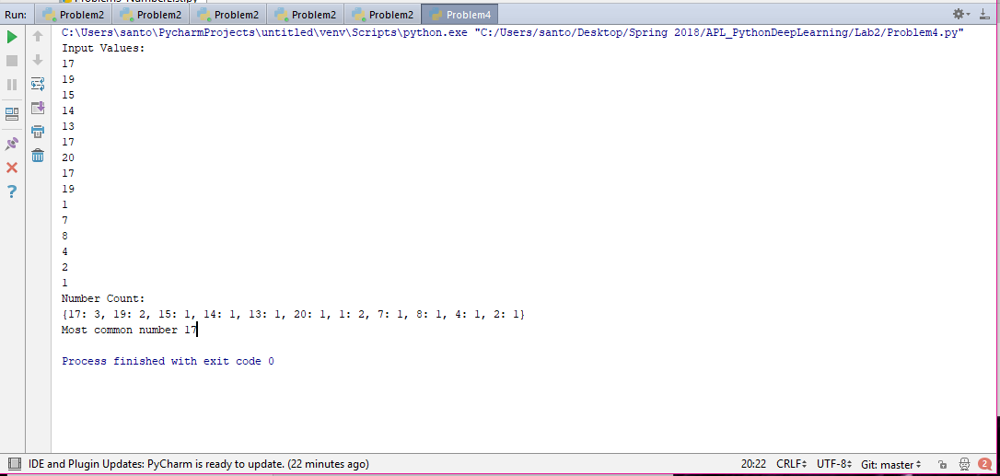 Problem3-NumberList.py
Run: Problem2 Problem2 Problem2 Problem2 Problem2 Problem4
C:\Users\santo\PycharmProjects\untitled\venv\Scripts\python.exe "C:/Users/santo/Desktop/Spring 2018/APL_PythonDeepLearning/Lab2/Problem4.py"
Input Values:
17
19
15
14
13
17
20
17
19
1
7
8
4
2
1
Number Count:
{17: 3, 19: 2, 15: 1, 14: 1, 13: 1, 20: 1, 1: 2, 7: 1, 8: 1, 4: 1, 2: 1}
Most common number 17
Process finished with exit code 0
IDE and Plugin Updates: PyCharm is ready to update. (22 minutes ago) 20:22 CRLF UTF-8 Git: master 2